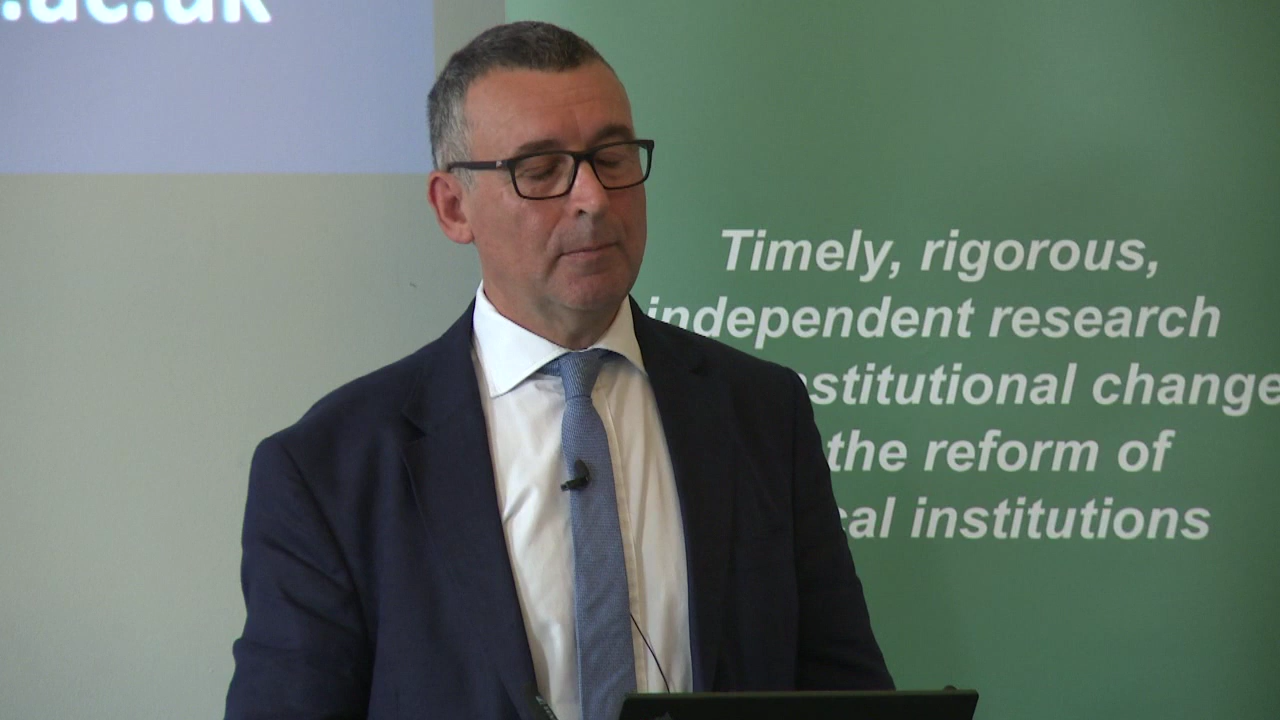 .ac.uk
Timely, rigorous,
independent research
stitutional change
the reform of
cal institutions